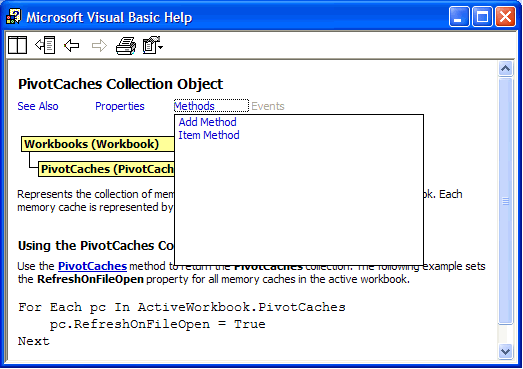 Microsoft Visual Basic Help
PivotCaches Collection Object
See Also Properties Methods Events
Add Method
Item Method
Workbooks (Workbook)
PivotCaches (PivotCach
Represents the collection of mem ok. Each
memory cache is represented by
Using the PivotCaches Co
Use the PivotCaches method to return the PivotCaches collection. The following example sets
the RefreshOnFileOpen property for all memory caches in the active workbook.
For Each pc In ActiveWorkbook.PivotCaches
pc.RefreshOnFileOpen = True
Next